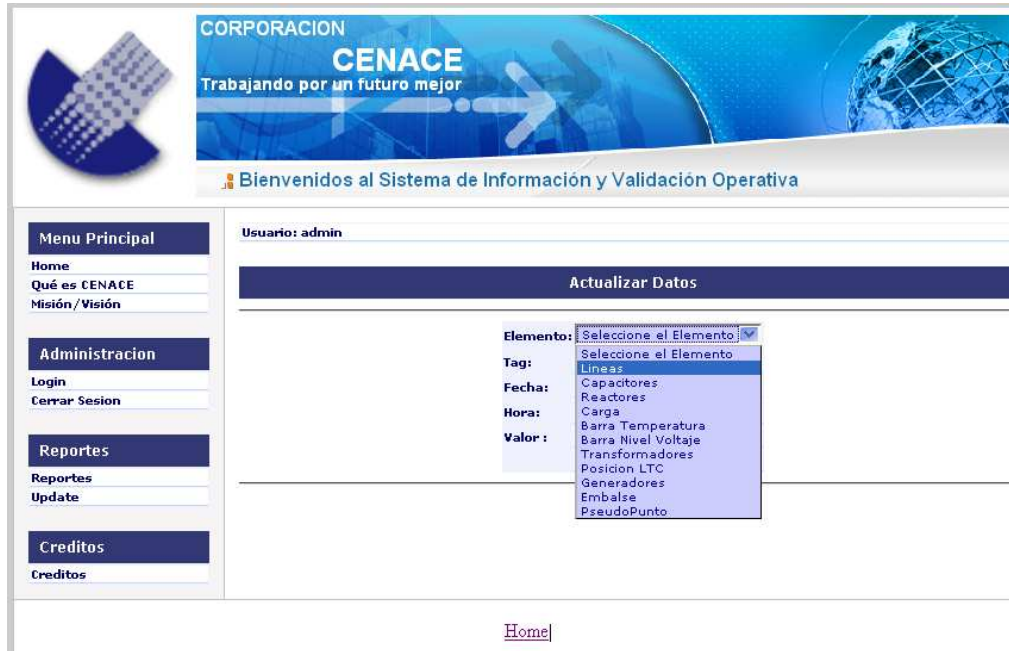 CORPORACION
CENACE
Trabajando por un futuro mejor
Bienvenidos al Sistema de Información y Validación Operativa
Menu Principal
Home
Qué es CENACE
Misión/Visión
Administracion
Login
Cerrar Sesion
Reportes
Reportes
Update
Creditos
Creditos
Usuario: admin
Actualizar Datos
Elemento: Seleccione el Elemento
Tag:
Fecha:
Hora:
Valor :
Seleccione el Elemento
Lineas
Capacitores
Reactores
Carga
Barra Temperatura
Barra Nivel Voltaje
Transformadores
Posicion LTC
Generadores
Embalse
PseudoPunto
Home|